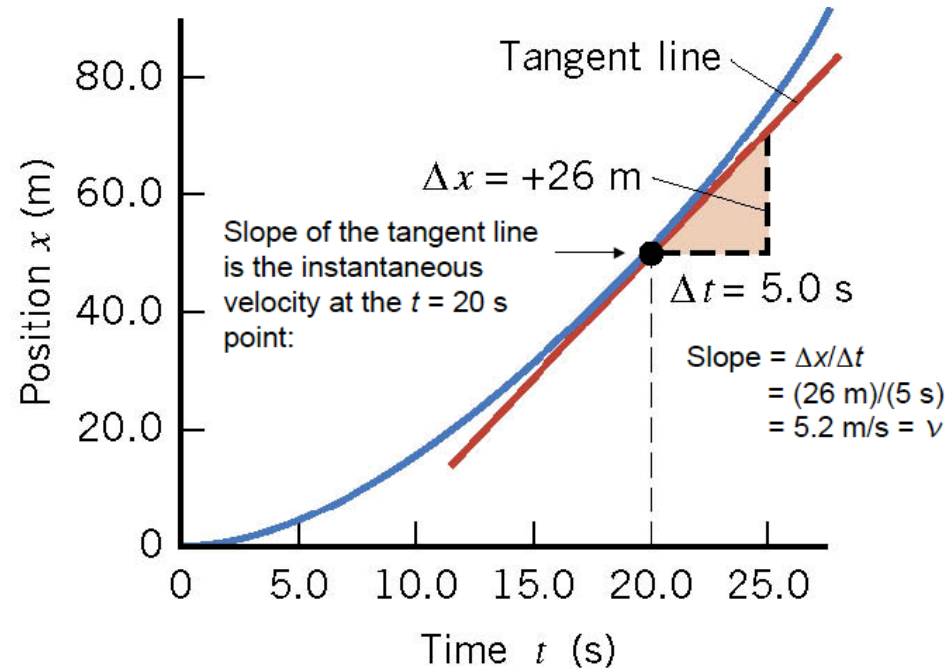 Tangent line
80.0
Δx = +26 m
60.0
Slope of the tangent line
is the instantaneous
velocity at the t = 20 s
point:
Δt = 5.0 s
40.0
Slope = Δx/Δt
= (26 m)/(5 s)
= 5.2 m/s = v
20.0
0
Position x (m)
0 5.0 10.0 15.0 20.0 25.0
Time t (s)